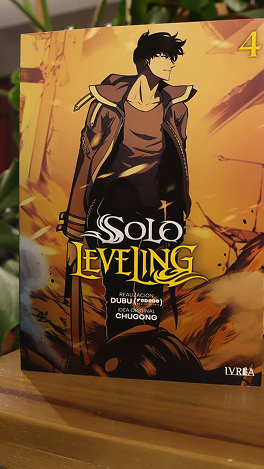 4
SOLO
LEVELING
REALIZACIÓN
DUBU (REDICE)
IDEA ORIGINAL
CHUGONG
IVREA